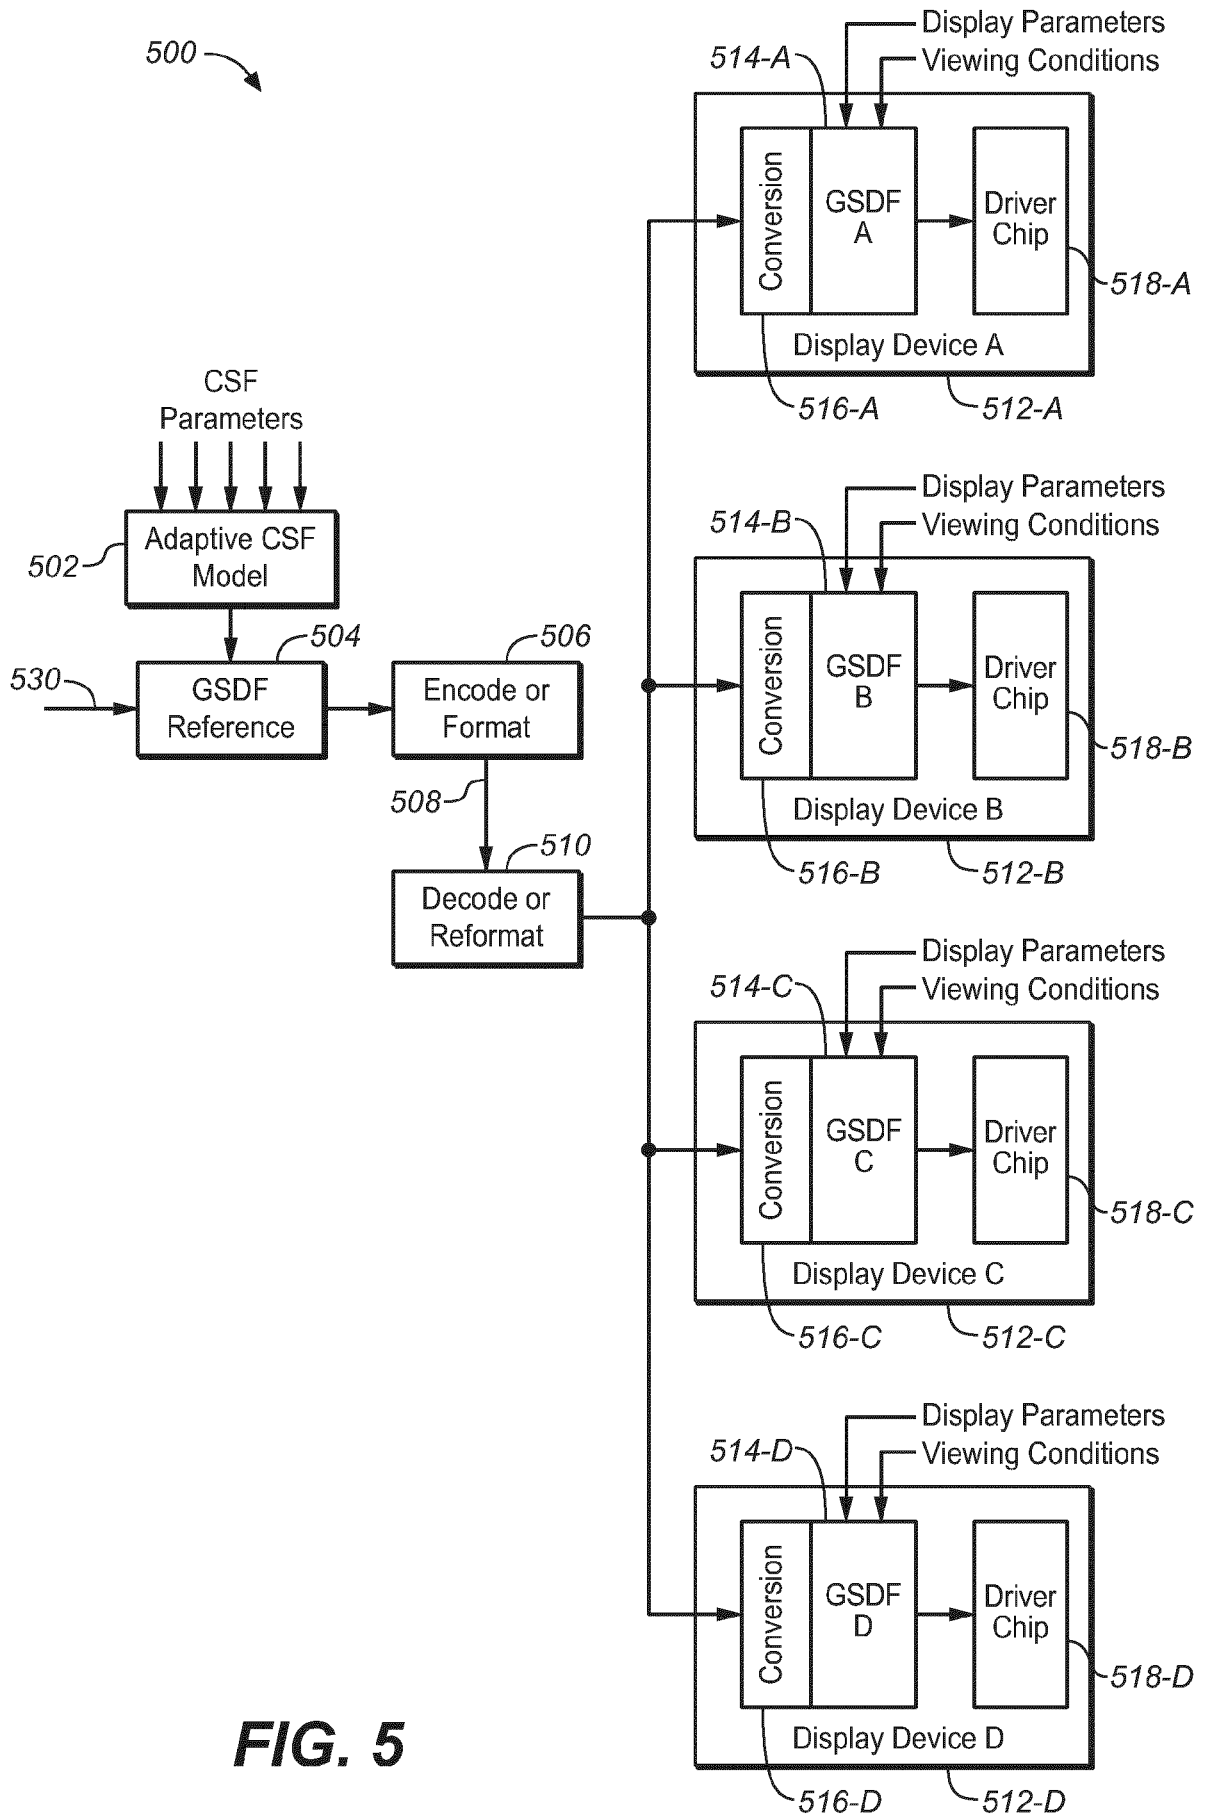 500
Display Parameters
Viewing Conditions
514-A
Conversion
GSDF
A
Driver
Chip
518-A
Display Device A
516-A
512-A
CSF
Parameters
Adaptive CSF
Model
502
Display Parameters
Viewing Conditions
514-B
Conversion
GSDF
B
Driver
Chip
518-B
Display Device B
516-B
512-B
504
530
GSDF
Reference
506
Encode or
Format
508
510
Decode or
Reformat
Display Parameters
Viewing Conditions
514-C
Conversion
GSDF
C
Driver
Chip
518-C
Display Device C
516-C
512-C
Display Parameters
Viewing Conditions
514-D
Conversion
GSDF
D
Driver
Chip
518-D
Display Device D
516-D
512-D
FIG. 5